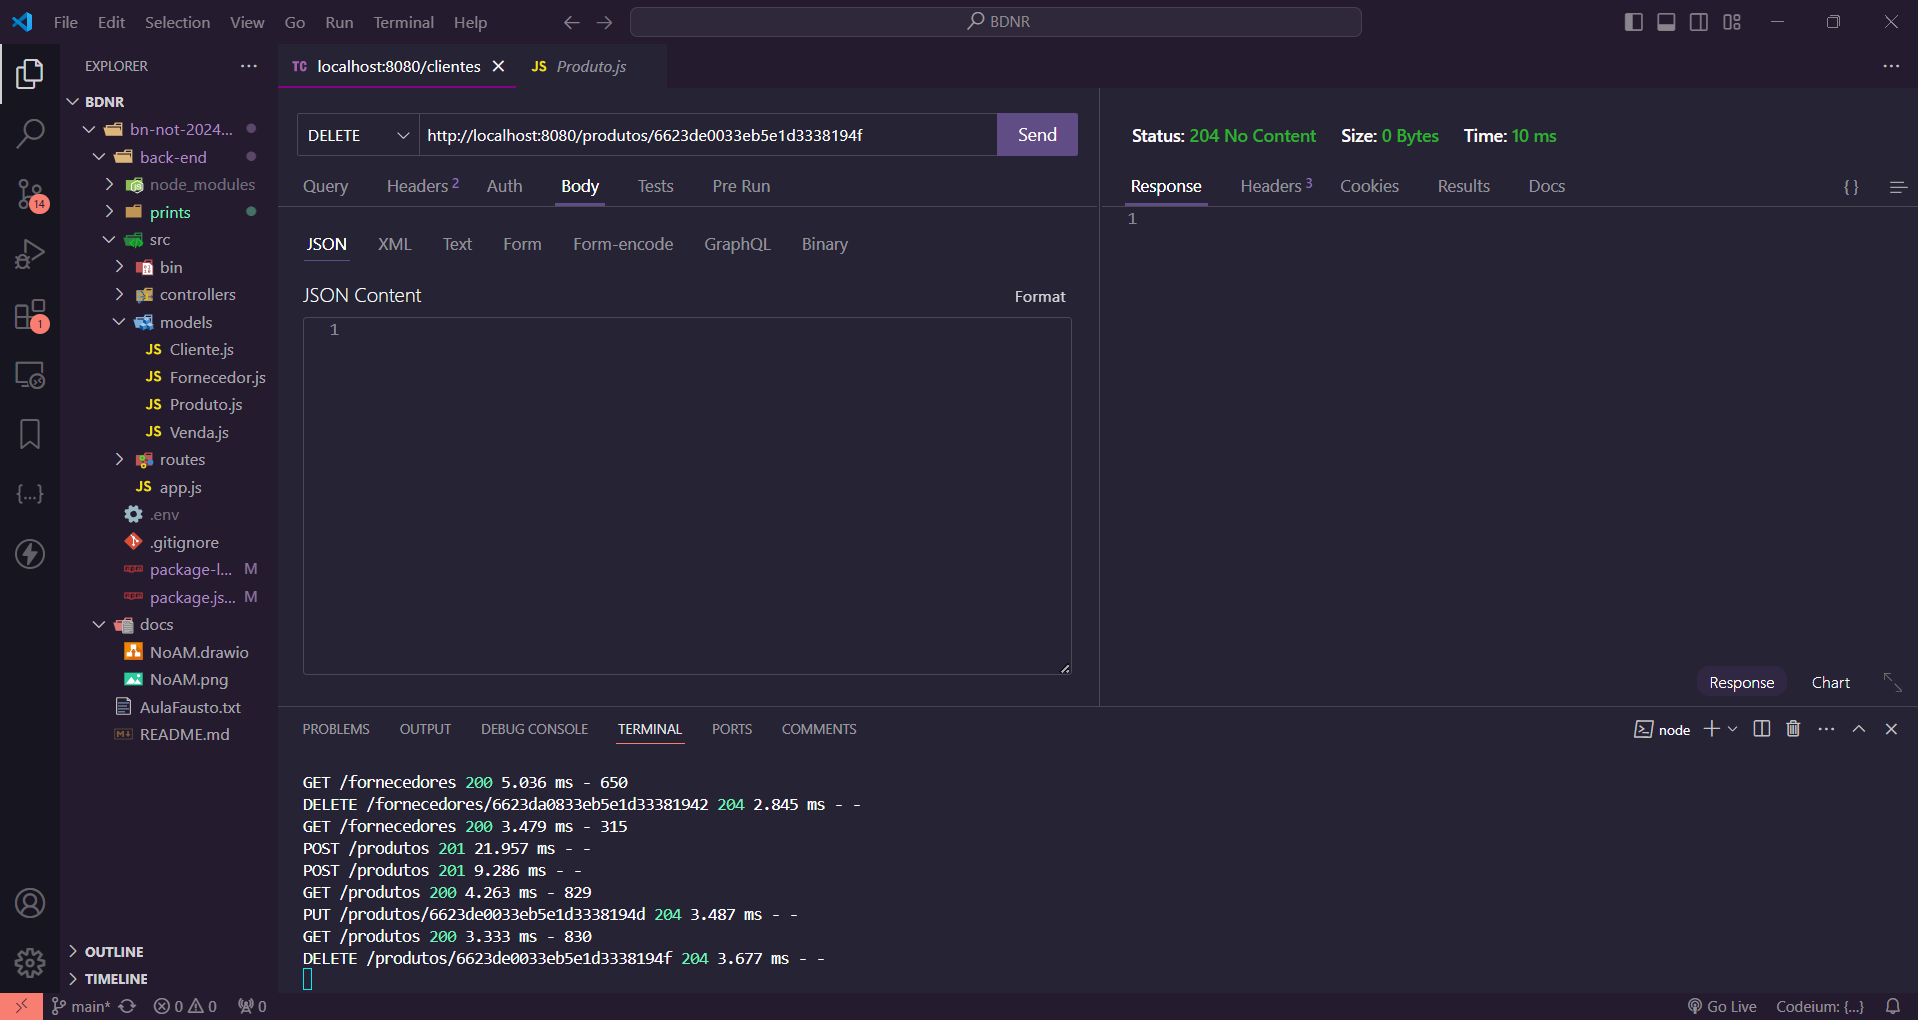 File Edit Selection View Go Run Terminal Help
BDNR
EXPLORER
TC localhost:8080/clientes
JS Produto.js
BDNR
bn-not-2024...
back-end
node_modules
prints
src
bin
controllers
models
JS Cliente.js
JS Fornecedor.js
JS Produto.js
JS Venda.js
routes
JS app.js
.env
.gitignore
package-l... M
package.js... M
docs
NoAM.drawio
NoAM.png
AulaFausto.txt
README.md
OUTLINE
TIMELINE
14
1
DELETE http://localhost:8080/produtos/6623de0033eb5e1d3338194f Send
Query Headers 2 Auth Body Tests Pre Run
JSON XML Text Form Form-encode GraphQL Binary
JSON Content Format
1
Status: 204 No Content Size: 0 Bytes Time: 10 ms
Response Headers 3 Cookies Results Docs { }
1
Response Chart
PROBLEMS OUTPUT DEBUG CONSOLE TERMINAL PORTS COMMENTS
node
GET /fornecedores 200 5.036 ms - 650
DELETE /fornecedores/6623da0833eb5e1d33381942 204 2.845 ms - -
GET /fornecedores 200 3.479 ms - 315
POST /produtos 201 21.957 ms - -
POST /produtos 201 9.286 ms - -
GET /produtos 200 4.263 ms - 829
PUT /produtos/6623de0033eb5e1d3338194d 204 3.487 ms - -
GET /produtos 200 3.333 ms - 830
DELETE /produtos/6623de0033eb5e1d3338194f 204 3.677 ms - -
main* 0 0 0
Go Live Codeium: {...}